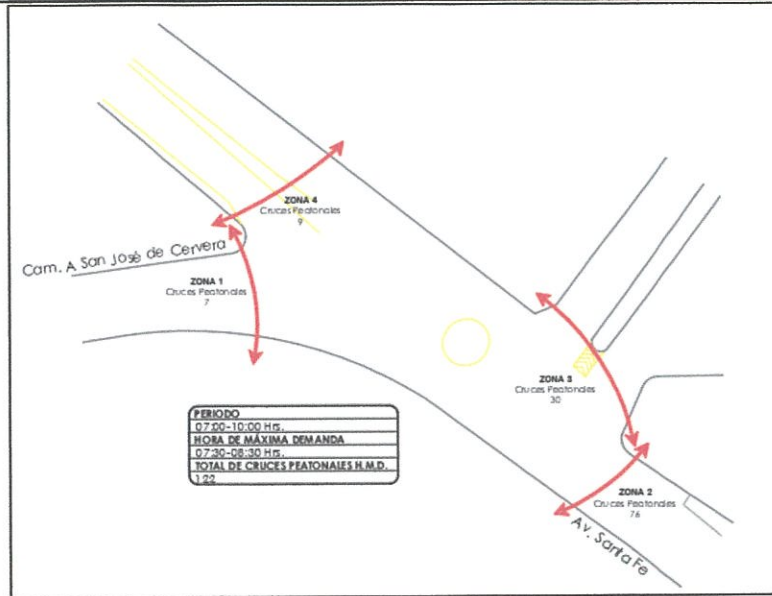 ZONA 4
Cruces Peatonales
9
Cam. A San José de Cervera
ZONA 1
Cruces Peatonales
7
ZONA 3
Cruces Peatonales
30
PERIODO
07:00-10:00 Hrs.
HORA DE MÁXIMA DEMANDA
07:30-08:30 Hrs.
TOTAL DE CRUCES PEATONALES H.M.D.
122
ZONA 2
Cruces Peatonales
76
Av. Santa Fe